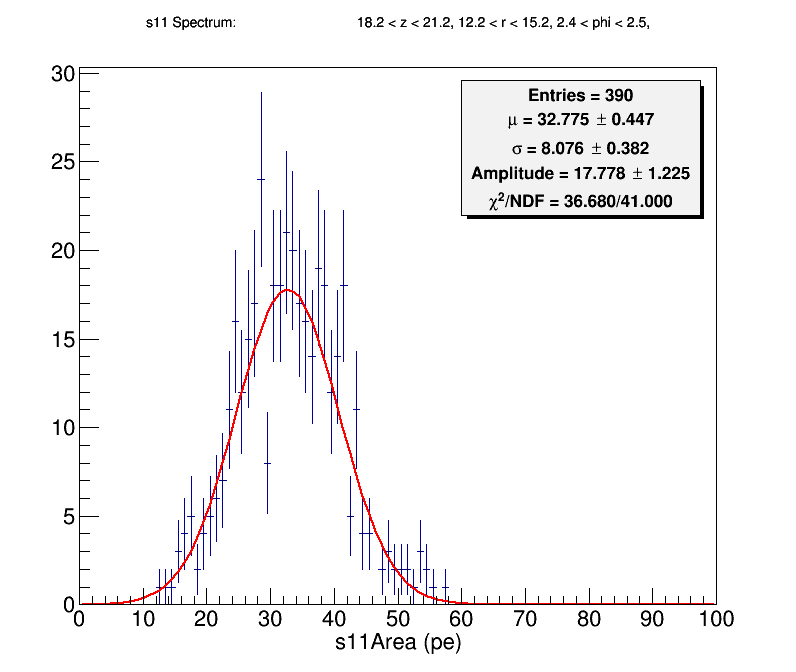 s11 Spectrum: 18.2 < z < 21.2, 12.2 < r < 15.2, 2.4 < phi < 2.5,
Entries = 390
μ = 32.775 ± 0.447
σ = 8.076 ± 0.382
Amplitude = 17.778 ± 1.225
χ²/NDF = 36.680/41.000
30
25
20
15
10
5
0
0 10 20 30 40 50 60 70 80 90 100
s11Area (pe)